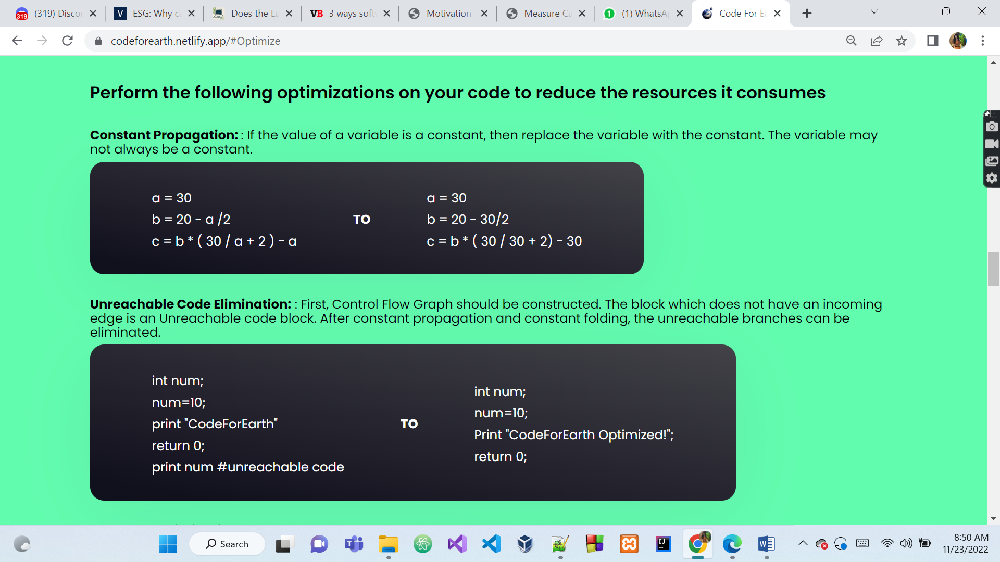 (319) Discor
ESG: Why c
Does the La
VB 3 ways soft
Motivation
Measure Ca
(1) WhatsA
Code For Ea
codeforearth.netlify.app/#Optimize
Perform the following optimizations on your code to reduce the resources it consumes
Constant Propagation: : If the value of a variable is a constant, then replace the variable with the constant. The variable may
not always be a constant.
a = 30
b = 20 - a /2
c = b * ( 30 / a + 2 ) - a
TO
a = 30
b = 20 - 30/2
c = b * ( 30 / 30 + 2) - 30
Unreachable Code Elimination: : First, Control Flow Graph should be constructed. The block which does not have an incoming
edge is an Unreachable code block. After constant propagation and constant folding, the unreachable branches can be
eliminated.
int num;
num=10;
print "CodeForEarth"
return 0;
print num #unreachable code
TO
int num;
num=10;
Print "CodeForEarth Optimized!";
return 0;
Search
8:50 AM
11/23/2022